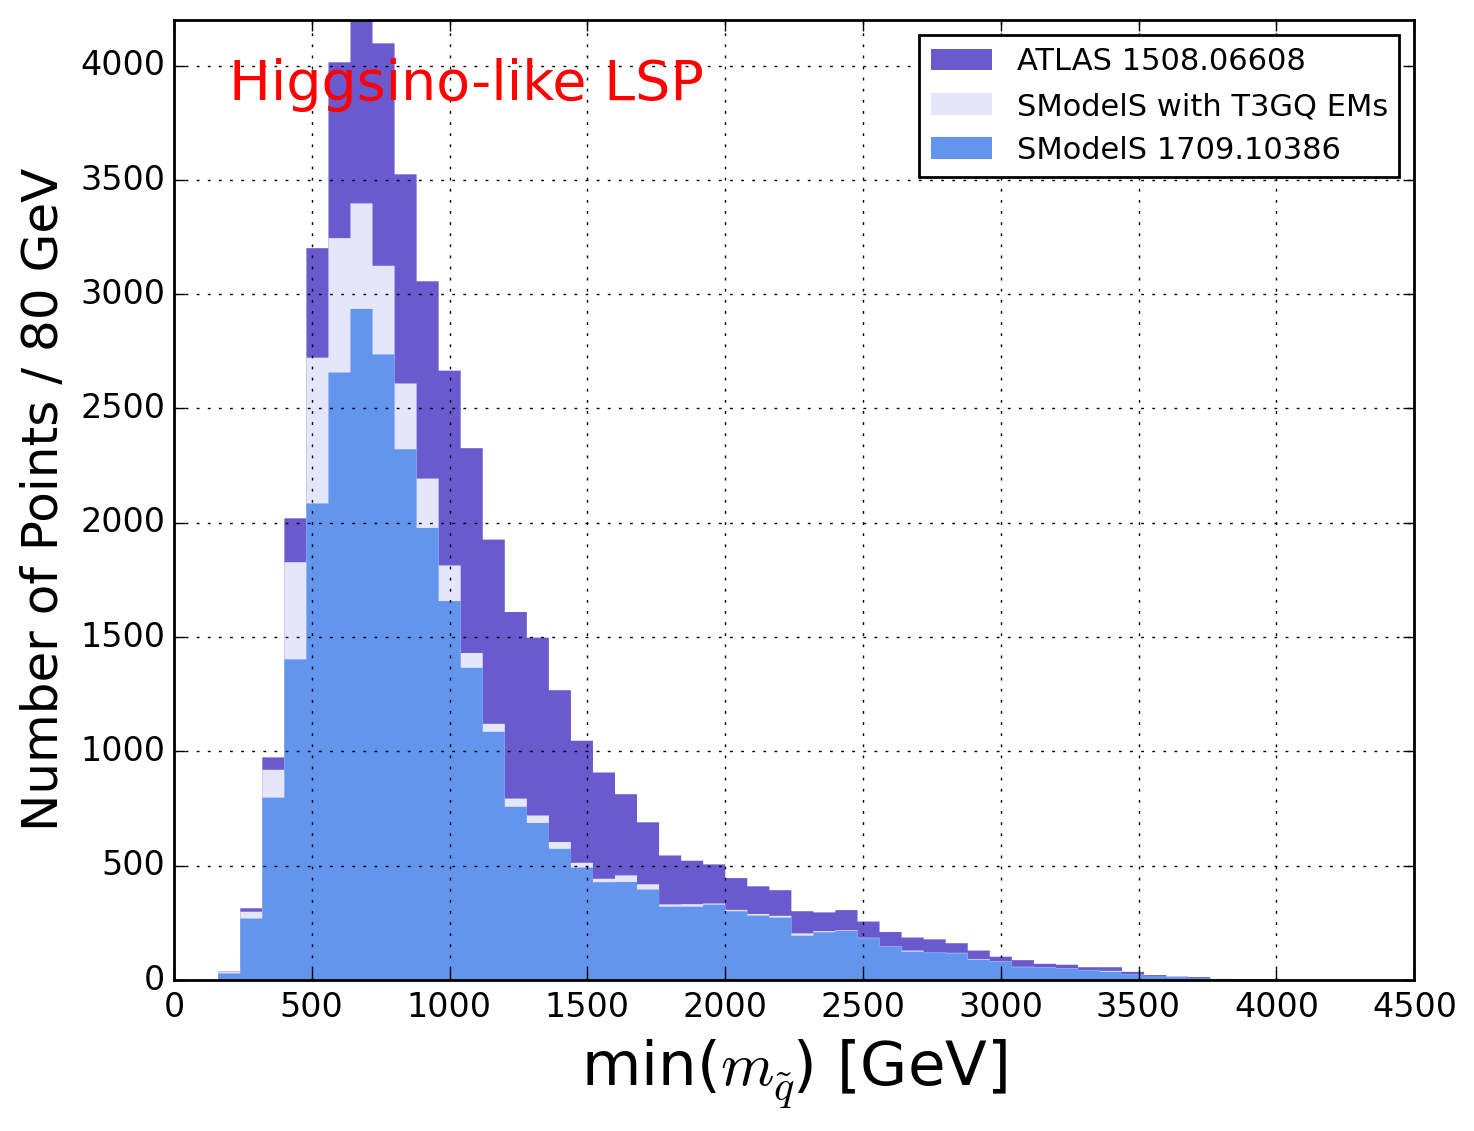 Higgsino-like LSP
ATLAS 1508.06608
SModelS with T3GQ EMs
SModelS 1709.10386
Number of Points / 80 GeV
4000
3500
3000
2500
2000
1500
1000
500
0
0 500 1000 1500 2000 2500 3000 3500 4000 4500
min(m_q̃) [GeV]